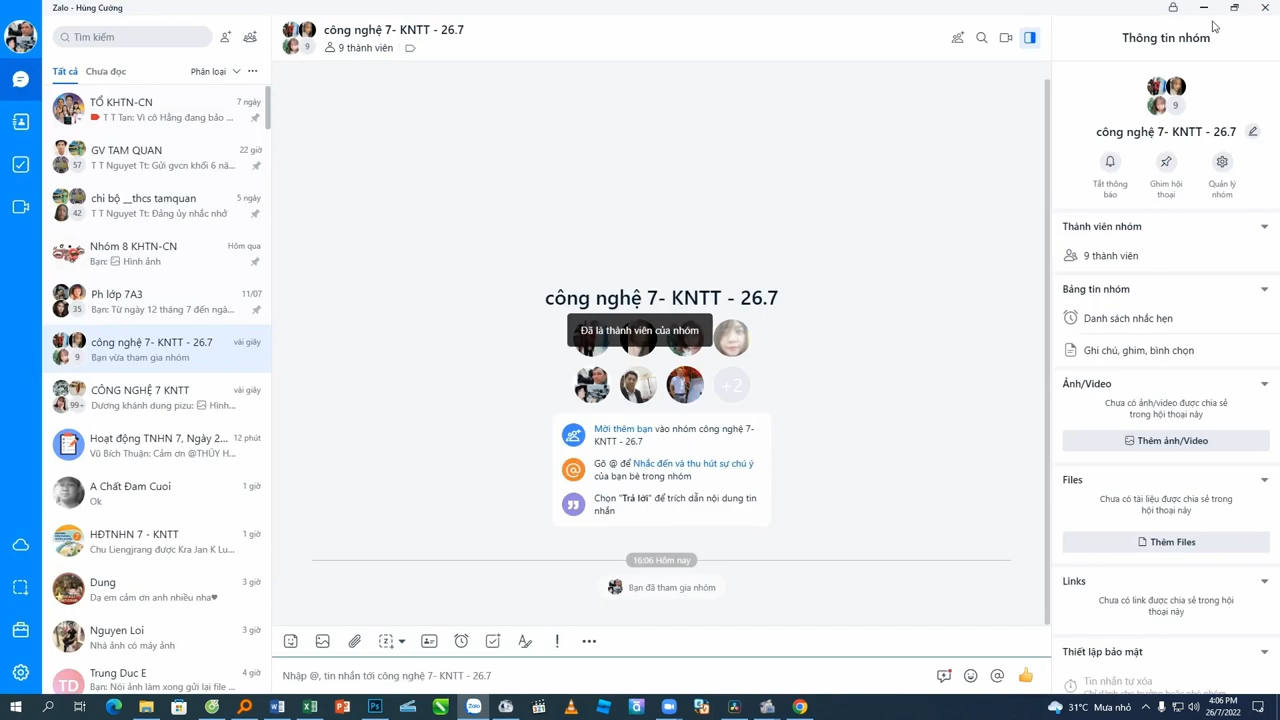 Zalo - Hùng Cường
Tìm kiếm
Tất cả
Chưa đọc
Phân loại
TỔ KHTN-CN
7 ngày
T T Tan: Vì cô Hằng đang bảo ...
GV TAM QUAN
22 giờ
57
T T Nguyet Tt: Gửi gvcn khối 6 nă...
chi bộ __thcs tamquan
5 ngày
42
T T Nguyet Tt: Đảng ủy nhắc nhở
Nhóm 8 KHTN-CN
Hôm qua
Bạn: Hình ảnh
Ph lớp 7A3
11/07
35
Bạn: Từ ngày 12 tháng 7 đến ngà...
công nghệ 7- KNTT - 26.7
vài giây
9
Bạn vừa tham gia nhóm
CÔNG NGHỆ 7 KNTT
vài giây
99+
Dương khánh dung pizu: Hình...
Hoạt động TNHN 7, Ngày 2...
12 phút
Vũ Bích Thuận: Cảm ơn @THÚY H...
A Chất Đam Cuoi
1 giờ
Ok
HĐTNHN 7 - KNTT
1 giờ
Chu Liengjrang được Kra Jan K Lu...
Dung
3 giờ
Dạ em cảm ơn anh nhiều nha♥
Nguyen Loi
3 giờ
Nhà ảnh có máy ảnh
Trung Duc E
4 giờ
TD
Bạn: Nói ảnh làm xong gửi lại file ...
công nghệ 7- KNTT - 26.7
9
9 thành viên
công nghệ 7- KNTT - 26.7
Đã là thành viên của nhóm
+2
Mời thêm bạn vào nhóm công nghệ 7-
KNTT - 26.7
Gõ @ để Nhắc đến và thu hút sự chú ý
của bạn bè trong nhóm
Chọn "Trả lời" để trích dẫn nội dung tin
nhắn
16:06 Hôm nay
Bạn đã tham gia nhóm
Nhập @, tin nhắn tới công nghệ 7- KNTT - 26.7
Thông tin nhóm
9
công nghệ 7- KNTT - 26.7
Tắt thông
báo
Ghim hội
thoại
Quản lý
nhóm
Thành viên nhóm
9 thành viên
Bảng tin nhóm
Danh sách nhắc hẹn
Ghi chú, ghim, bình chọn
Ảnh/Video
Chưa có ảnh/video được chia sẻ
trong hội thoại này
Thêm ảnh/Video
Files
Chưa có tài liệu được chia sẻ trong
hội thoại này
Thêm Files
Links
Chưa có link được chia sẻ trong hội
thoại này
Thiết lập bảo mật
Tin nhắn tự xóa
31°C Mưa nhỏ
4:06 PM
26/7/2022